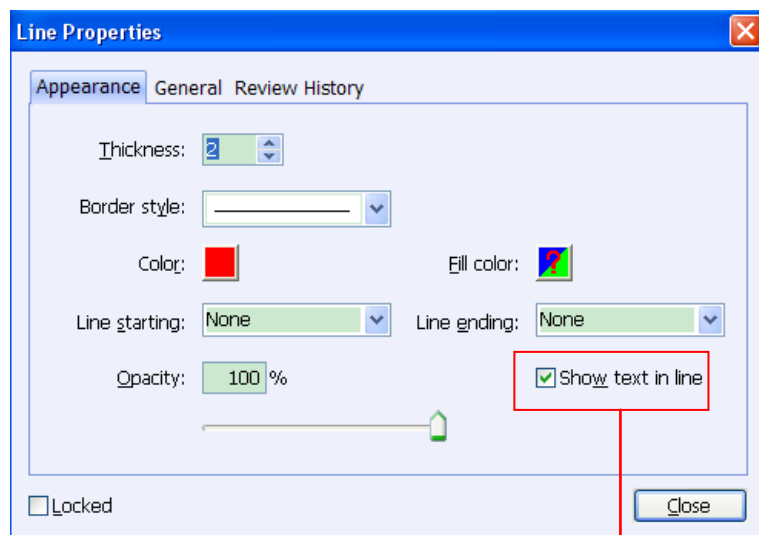 Line Properties
Appearance General Review History
Thickness: 2
Border style:
Color: Fill color: ?
Line starting: None Line ending: None
Opacity: 100 % Show text in line
Locked Close